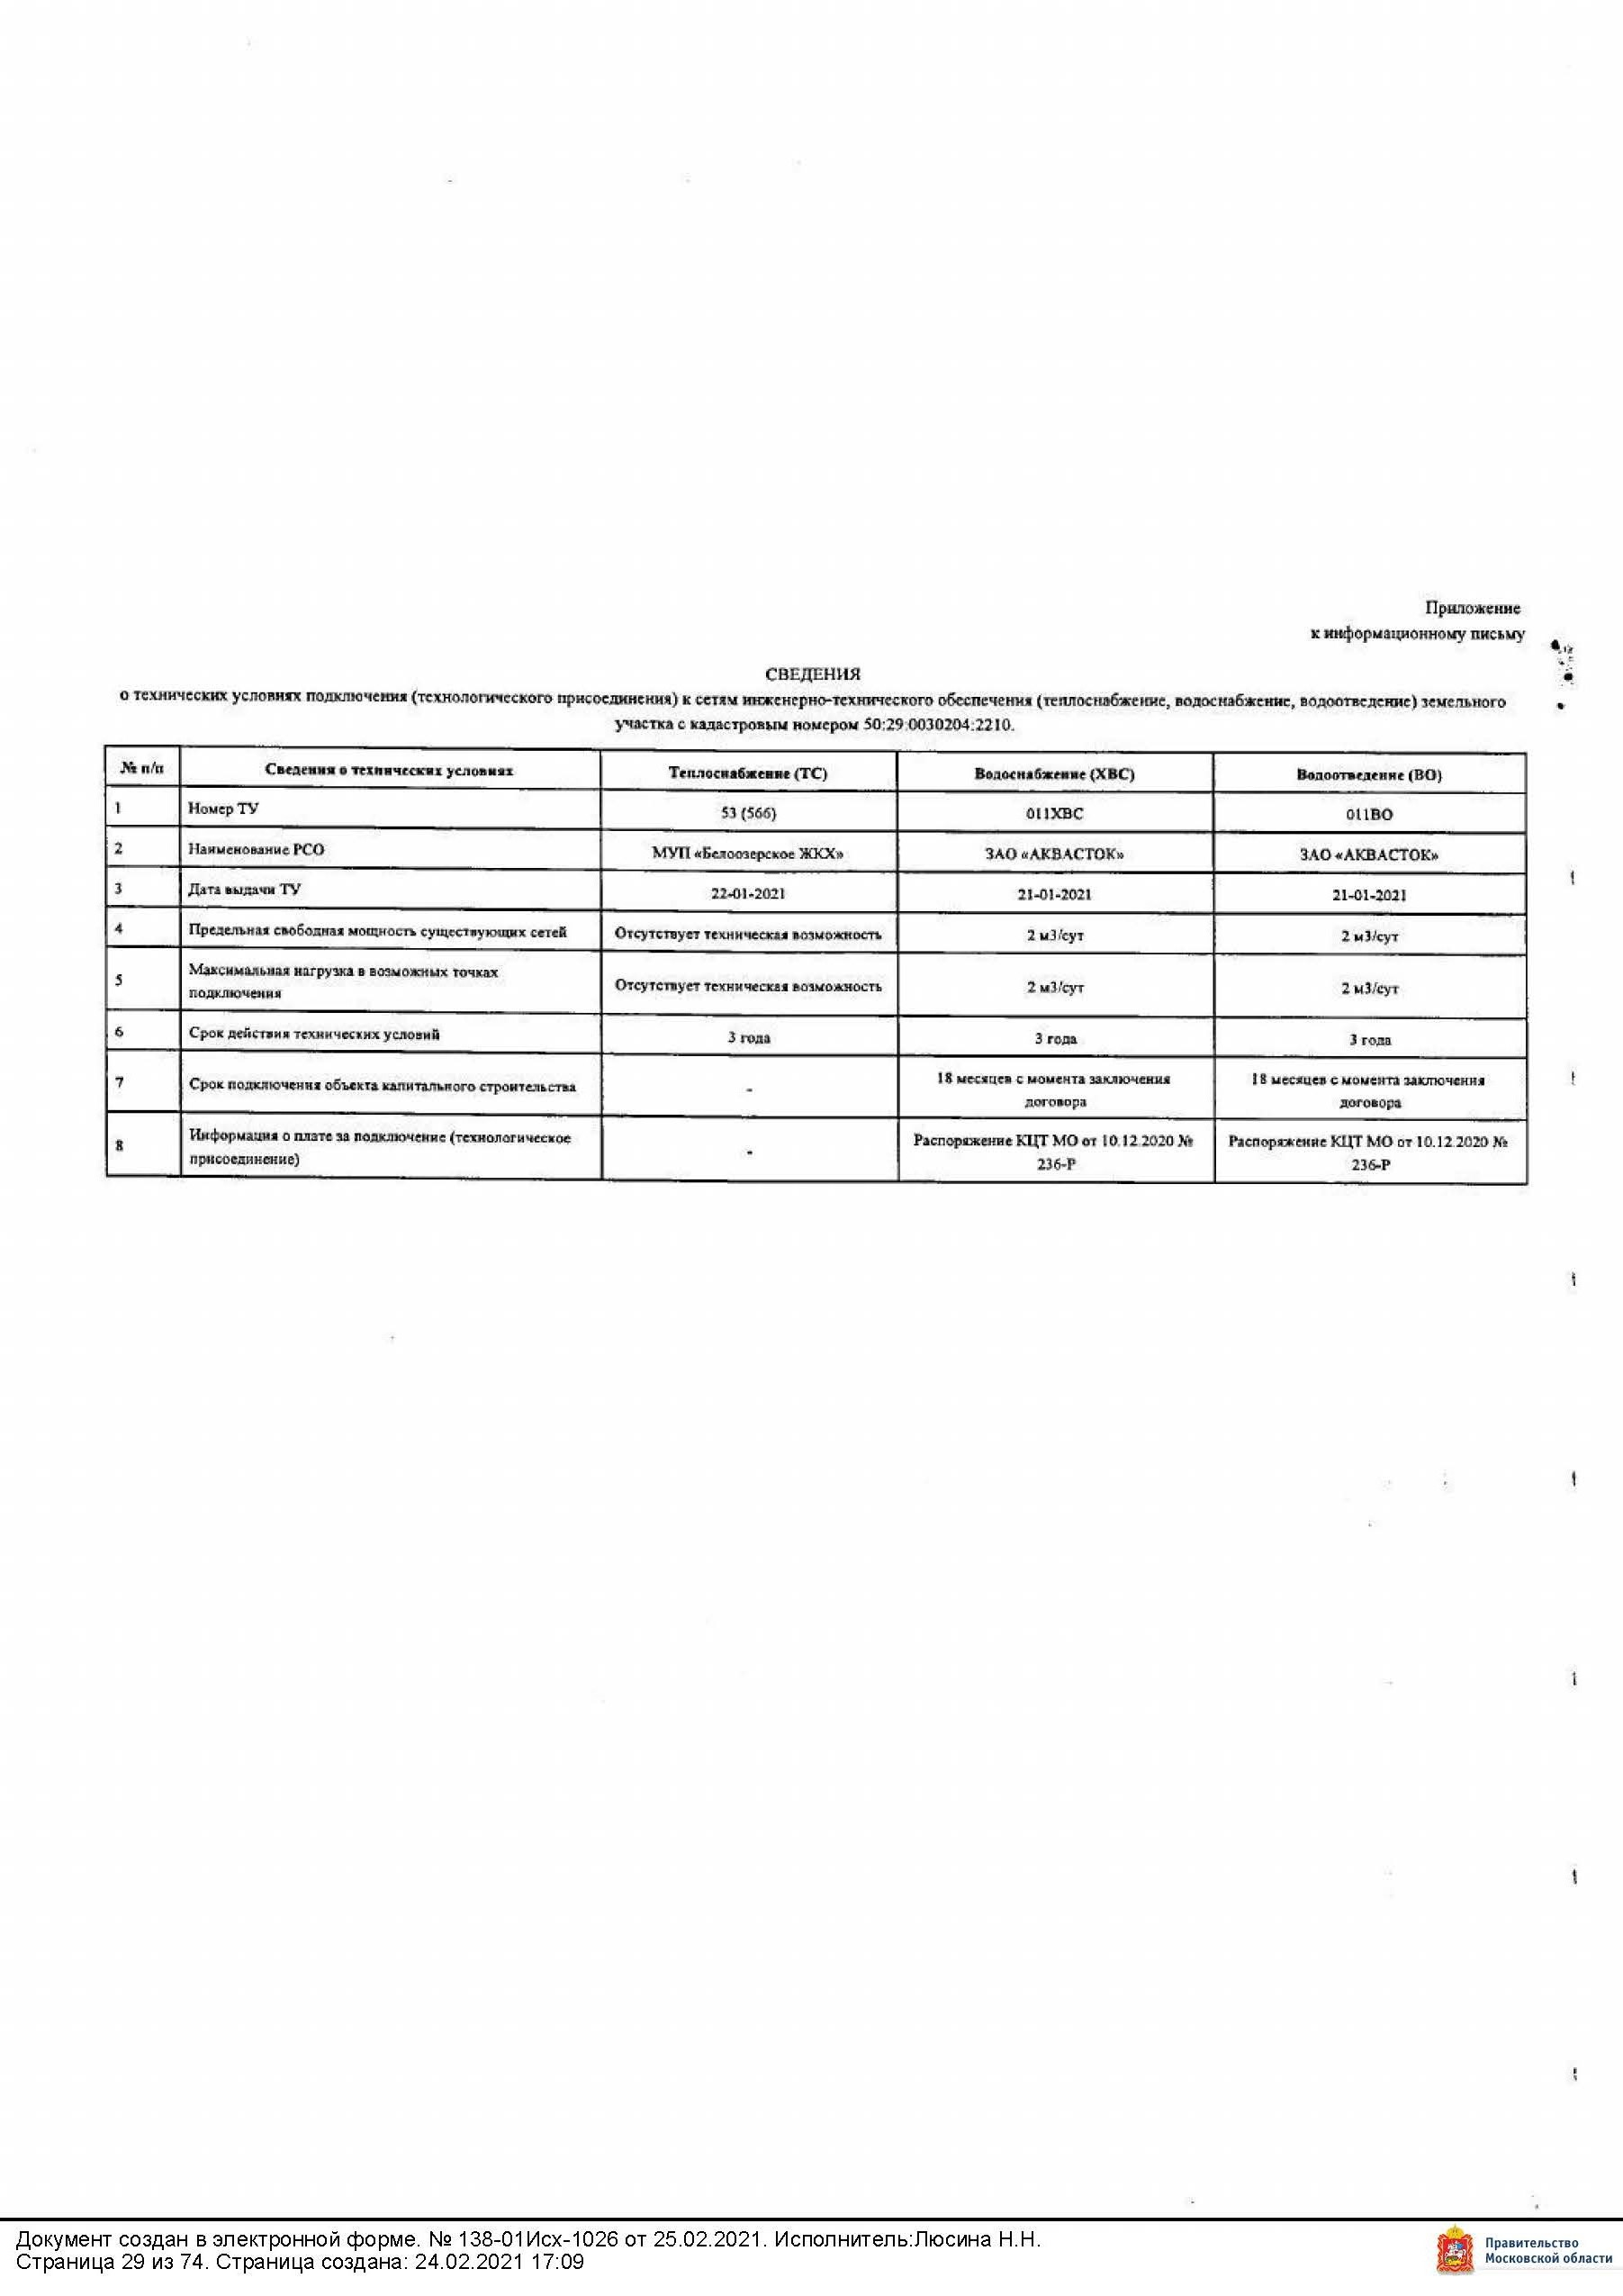 Приложение
к информационному письму
СВЕДЕНИЯ
о технических условиях подключения (технологического присоединения) к сетям инженерно-технического обеспечения (теплоснабжение, водоснабжение, водоотведение) земельного
участка с кадастровым номером 50:29:0030204:2210.
№ п/п Сведения о технических условиях Теплоснабжение (ТС) Водоснабжение (ХВС) Водоотведение (ВО)
1 Номер ТУ 53 (566) 011ХВС 011ВО
2 Наименование РСО МУП «Белоозерское ЖКХ» ЗАО «АКВАСТОК» ЗАО «АКВАСТОК»
3 Дата выдачи ТУ 22-01-2021 21-01-2021 21-01-2021
4 Предельная свободная мощность существующих сетей Отсутствует техническая возможность 2 м3/сут 2 м3/сут
5 Максимальная нагрузка в возможных точках
подключения Отсутствует техническая возможность 2 м3/сут 2 м3/сут
6 Срок действия технических условий 3 года 3 года 3 года
7 Срок подключения объекта капитального строительства - 18 месяцев с момента заключения
договора 18 месяцев с момента заключения
договора
8 Информация о плате за подключение (технологическое
присоединение) - Распоряжение КЦТ МО от 10.12.2020 №
236-Р Распоряжение КЦТ МО от 10.12.2020 №
236-Р
Документ создан в электронной форме. № 138-01Исх-1026 от 25.02.2021. Исполнитель:Люсина Н.Н.
Страница 29 из 74. Страница создана: 24.02.2021 17:09
Правительство
Московской области